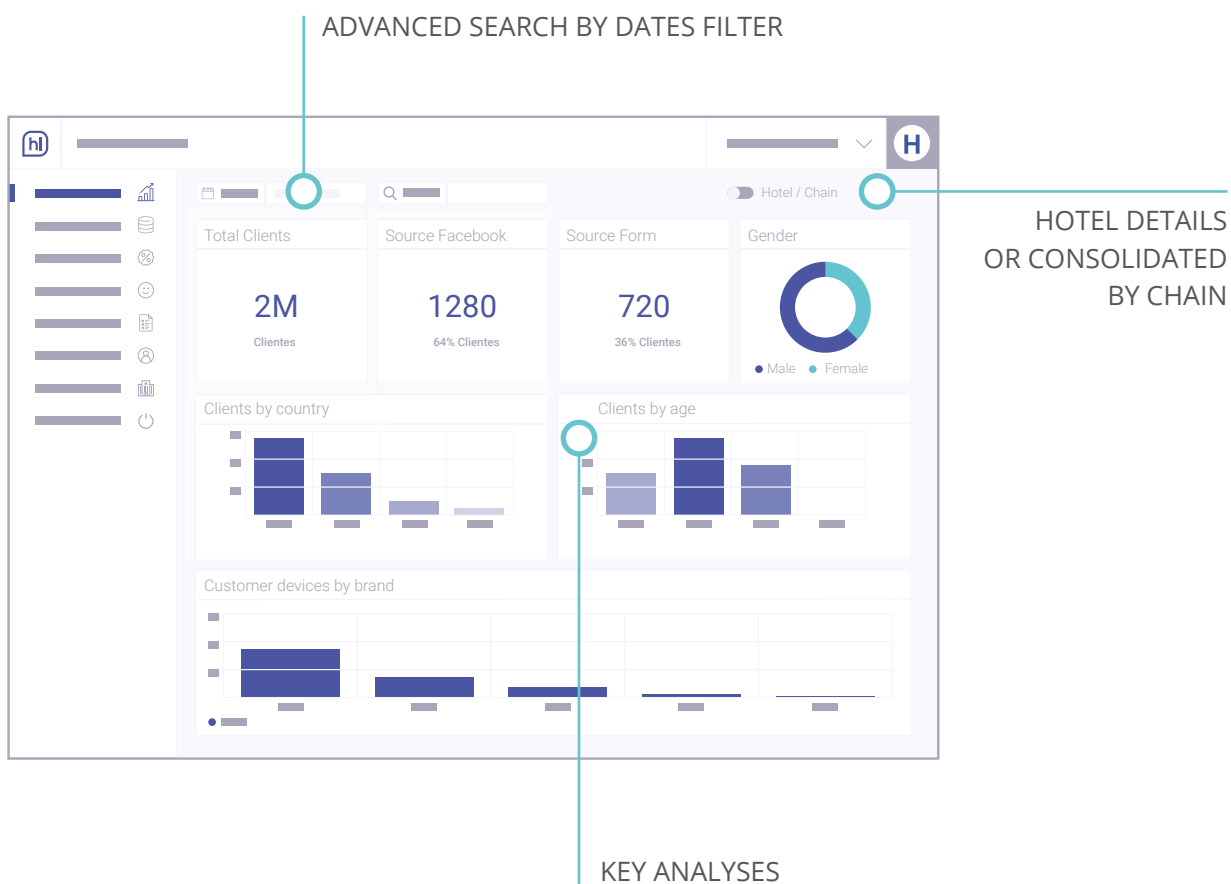 ADVANCED SEARCH BY DATES FILTER
hl
H
Hotel / Chain
HOTEL DETAILS
OR CONSOLIDATED
BY CHAIN
Total Clients
Source Facebook
Source Form
Gender
2M
1280
720
Clientes
64% Clientes
36% Clientes
Male
Female
Clients by country
Clients by age
Customer devices by brand
KEY ANALYSES